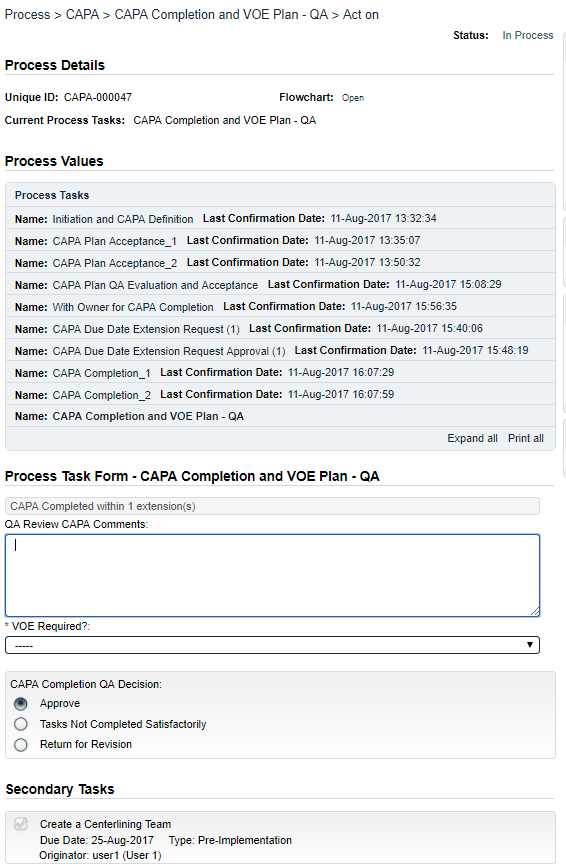 Process > CAPA > CAPA Completion and VOE Plan - QA > Act on
Status: In Process
Process Details
Unique ID: CAPA-000047 Flowchart: Open
Current Process Tasks: CAPA Completion and VOE Plan - QA
Process Values
Process Tasks
Name: Initiation and CAPA Definition Last Confirmation Date: 11-Aug-2017 13:32:34
Name: CAPA Plan Acceptance_1 Last Confirmation Date: 11-Aug-2017 13:35:07
Name: CAPA Plan Acceptance_2 Last Confirmation Date: 11-Aug-2017 13:50:32
Name: CAPA Plan QA Evaluation and Acceptance Last Confirmation Date: 11-Aug-2017 15:08:29
Name: With Owner for CAPA Completion Last Confirmation Date: 11-Aug-2017 15:56:35
Name: CAPA Due Date Extension Request (1) Last Confirmation Date: 11-Aug-2017 15:40:06
Name: CAPA Due Date Extension Request Approval (1) Last Confirmation Date: 11-Aug-2017 15:48:19
Name: CAPA Completion_1 Last Confirmation Date: 11-Aug-2017 16:07:29
Name: CAPA Completion_2 Last Confirmation Date: 11-Aug-2017 16:07:59
Name: CAPA Completion and VOE Plan - QA
Expand all Print all
Process Task Form - CAPA Completion and VOE Plan - QA
CAPA Completed within 1 extension(s)
QA Review CAPA Comments:
* VOE Required?:
-----
CAPA Completion QA Decision:
Approve
Tasks Not Completed Satisfactorily
Return for Revision
Secondary Tasks
Create a Centerlining Team
Due Date: 25-Aug-2017 Type: Pre-Implementation
Originator: user1 (User 1)